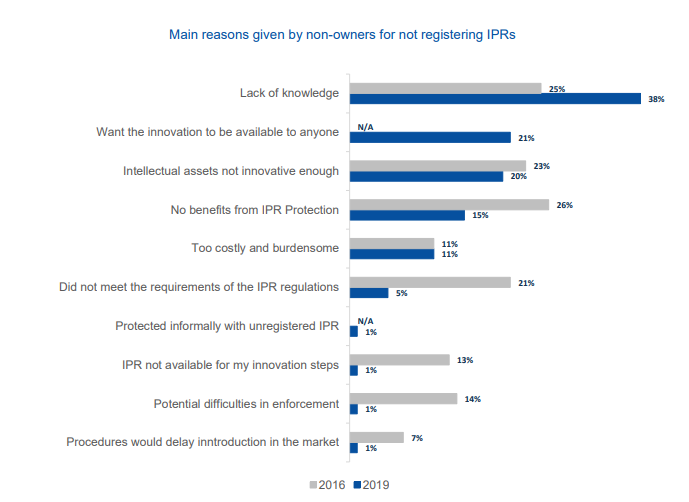 Main reasons given by non-owners for not registering IPRs
Lack of knowledge
25%
38%
Want the innovation to be available to anyone
N/A
21%
Intellectual assets not innovative enough
23%
20%
No benefits from IPR Protection
26%
15%
Too costly and burdensome
11%
11%
Did not meet the requirements of the IPR regulations
21%
5%
Protected informally with unregistered IPR
N/A
1%
IPR not available for my innovation steps
13%
1%
Potential difficulties in enforcement
14%
1%
Procedures would delay inntroduction in the market
7%
1%
2016 2019